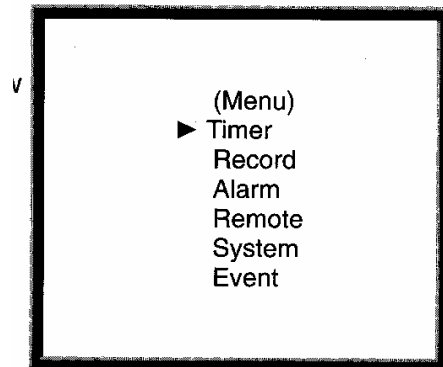 (Menu)
► Timer
Record
Alarm
Remote
System
Event